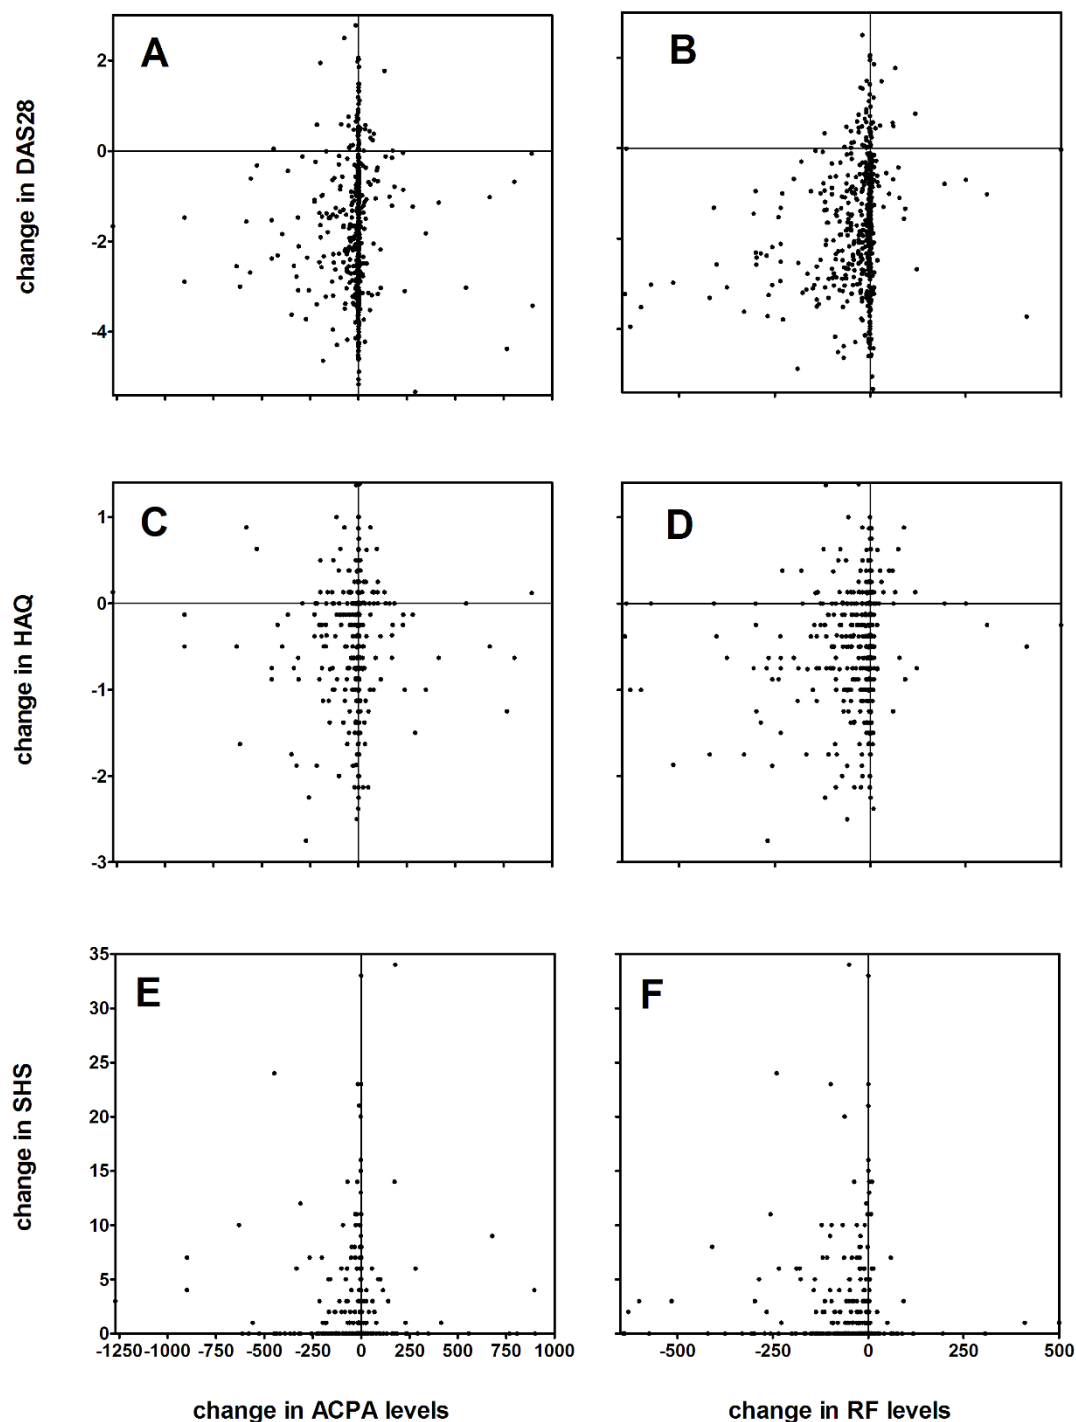 A
B
2
0
-2
-4
change in DAS28
C
D
1
0
-1
-2
-3
change in HAQ
E
F
35
30
25
20
15
10
5
0
change in SHS
-1250 -1000 -750 -500 -250 0 250 500 750 1000
-500 -250 0 250 500
change in ACPA levels
change in RF levels